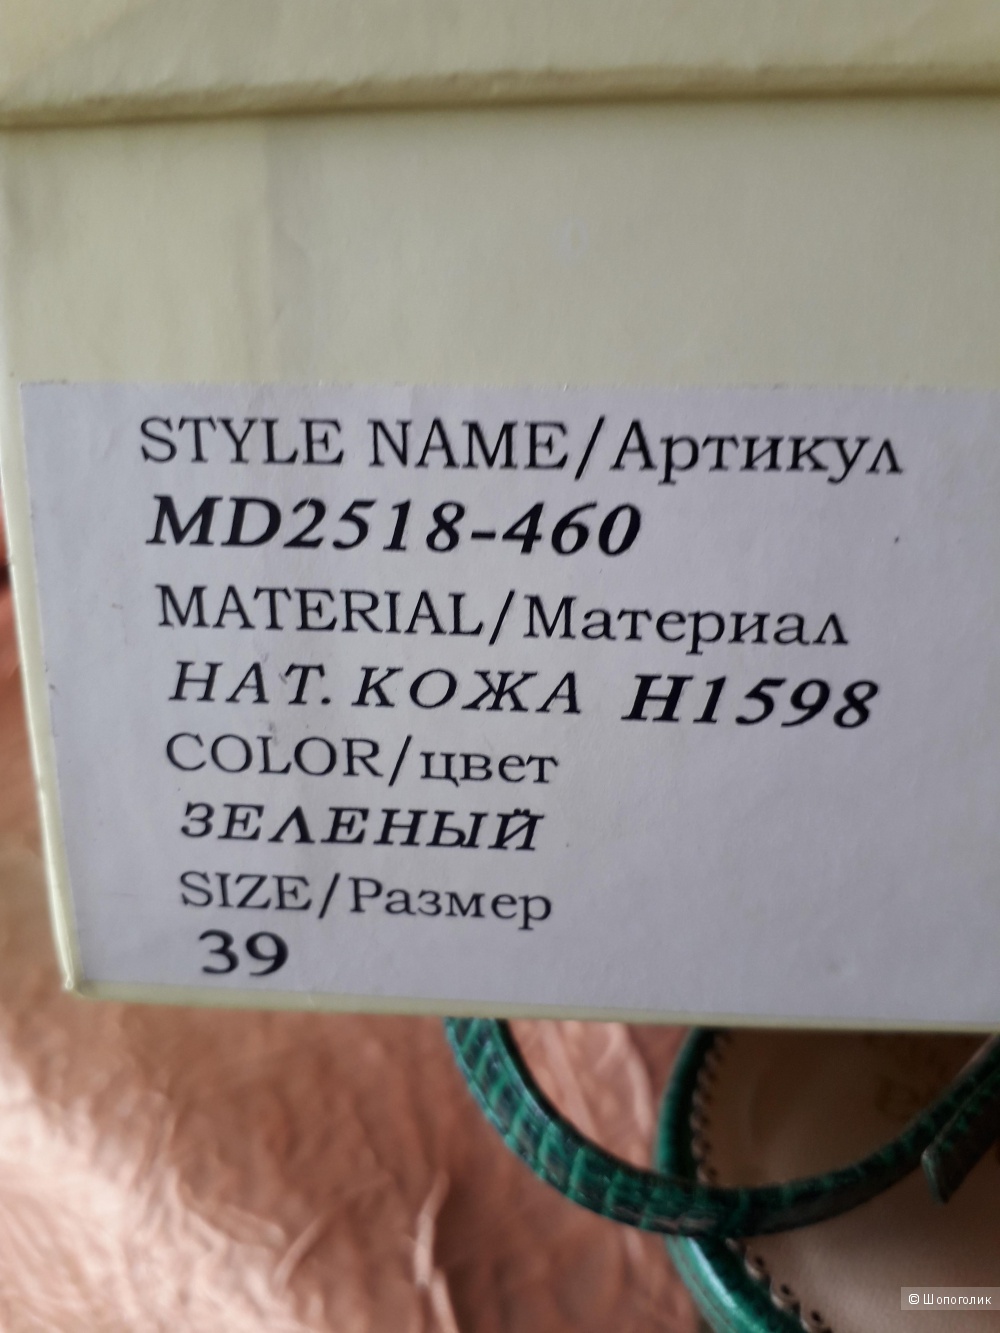 STYLE NAME/Артикул
MD2518-460
MATERIAL/Материал
НАТ. КОЖА H1598
COLOR/цвет
ЗЕЛЕНЫЙ
SIZE/Размер
39
© Шопоголик